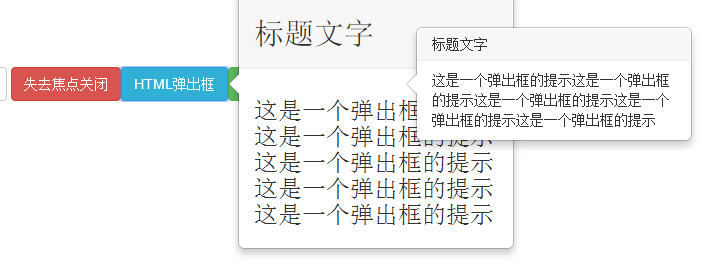 失去焦点关闭
HTML弹出框
标题文字
这是一个弹出
这是一个弹出框的提示
这是一个弹出框的提示
这是一个弹出框的提示
这是一个弹出框的提示
标题文字
这是一个弹出框的提示这是一个弹出框
的提示这是一个弹出框的提示这是一个
弹出框的提示这是一个弹出框的提示